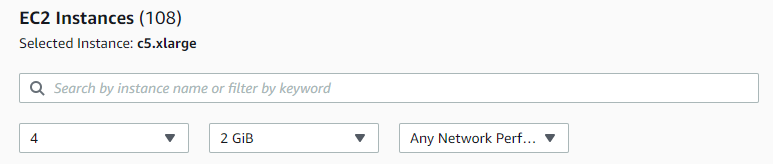 EC2 Instances (108)
Selected Instance: c5.xlarge
Search by instance name or filter by keyword
4 2 GiB Any Network Perf...